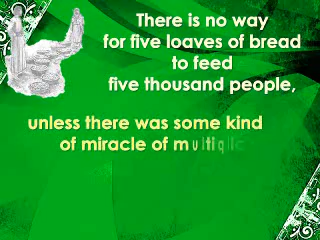 There is no way
for five loaves of bread
to feed
five thousand people,
unless there was some kind
of miracle of